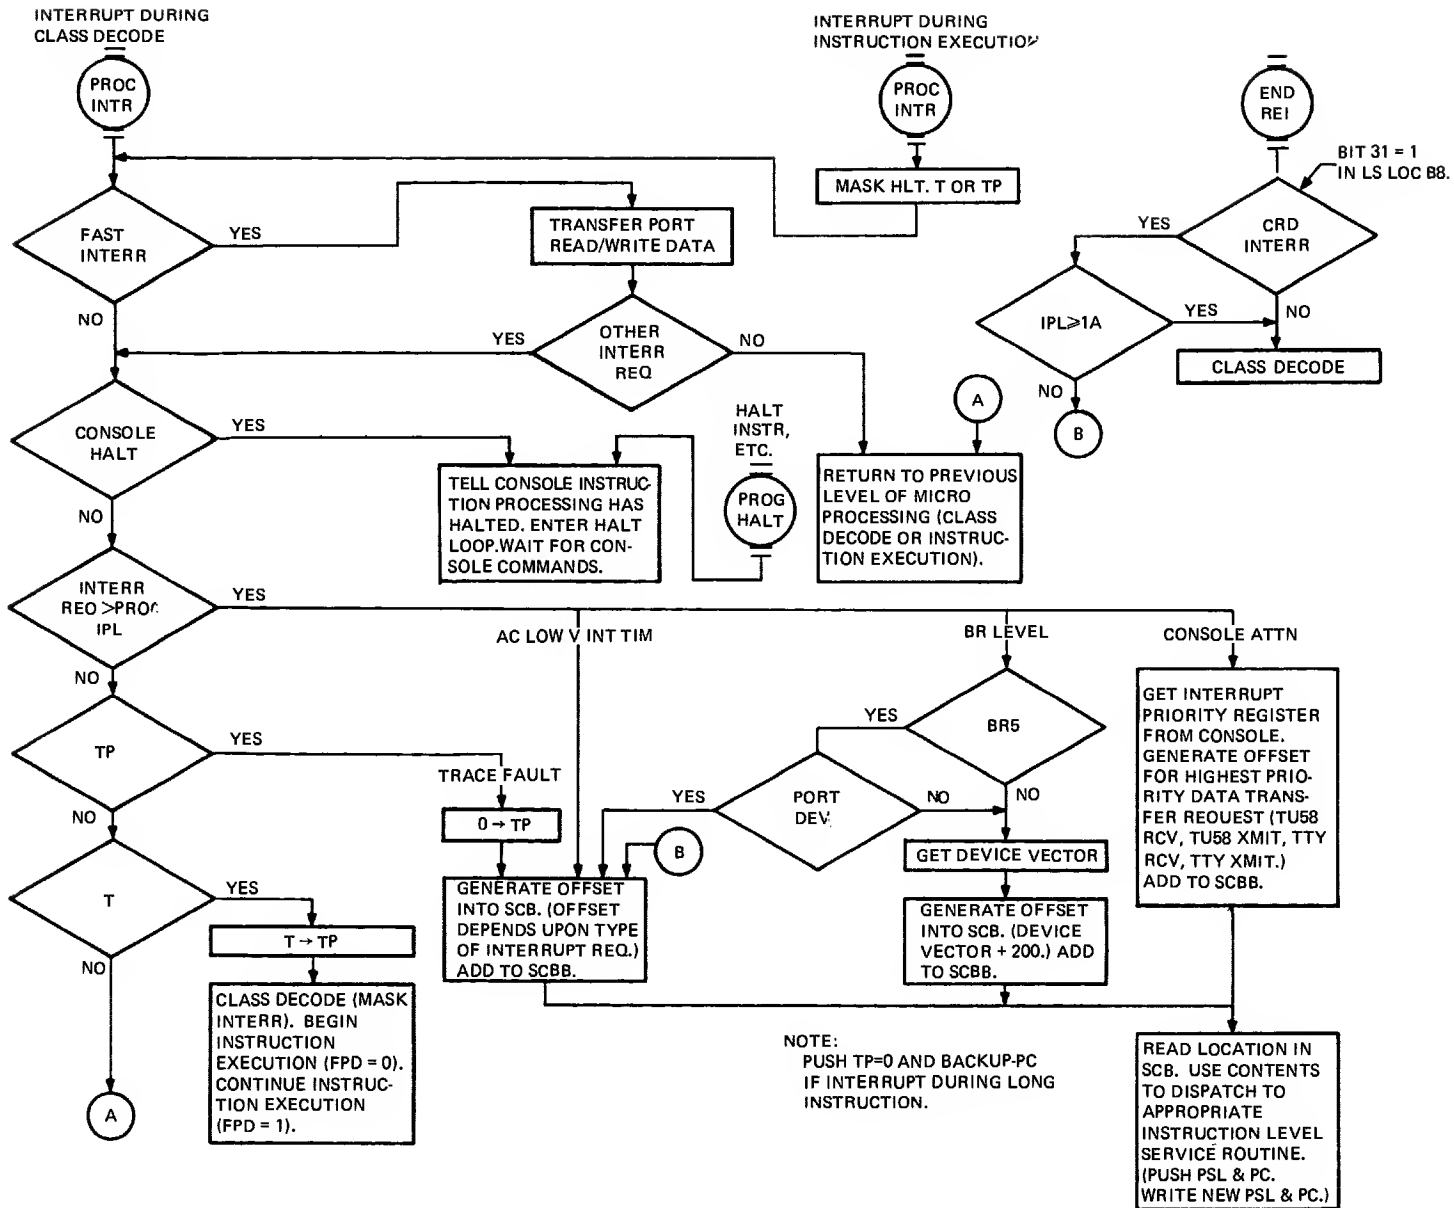 INTERRUPT DURING
CLASS DECODE
PROC
INTR
INTERRUPT DURING
INSTRUCTION EXECUTION
PROC
INTR
END
REI
BIT 31 = 1
IN LS LOC B8.
MASK HLT. T OR TP
FAST
INTERR
YES
NO
TRANSFER PORT
READ/WRITE DATA
OTHER
INTERR
REQ
YES
NO
CRD
INTERR
YES
NO
IPL⩾1A
YES
NO
CLASS DECODE
B
CONSOLE
HALT
YES
NO
TELL CONSOLE INSTRUC-
TION PROCESSING HAS
HALTED. ENTER HALT
LOOP.WAIT FOR CON-
SOLE COMMANDS.
HALT
INSTR,
ETC.
PROG
HALT
A
RETURN TO PREVIOUS
LEVEL OF MICRO
PROCESSING (CLASS
DECODE OR INSTRUC-
TION EXECUTION).
INTERR
REQ >PROC
IPL
YES
NO
AC LOW V INT TIM
BR LEVEL
CONSOLE ATTN
TP
YES
NO
TRACE FAULT
0 → TP
BR5
YES
NO
PORT
DEV
YES
NO
B
GET DEVICE VECTOR
GET INTERRUPT
PRIORITY REGISTER
FROM CONSOLE.
GENERATE OFFSET
FOR HIGHEST PRIO-
RITY DATA TRANS-
FER REQUEST (TU58
RCV, TU58 XMIT, TTY
RCV, TTY XMIT.)
ADD TO SCBB.
T
YES
NO
T → TP
GENERATE OFFSET
INTO SCB. (OFFSET
DEPENDS UPON TYPE
OF INTERRUPT REQ.)
ADD TO SCBB.
GENERATE OFFSET
INTO SCB. (DEVICE
VECTOR + 200.) ADD
TO SCBB.
CLASS DECODE (MASK
INTERR). BEGIN
INSTRUCTION
EXECUTION (FPD = 0).
CONTINUE INSTRUC-
TION EXECUTION
(FPD = 1).
A
NOTE:
PUSH TP=0 AND BACKUP-PC
IF INTERRUPT DURING LONG
INSTRUCTION.
READ LOCATION IN
SCB. USE CONTENTS
TO DISPATCH TO
APPROPRIATE
INSTRUCTION LEVEL
SERVICE ROUTINE.
(PUSH PSL & PC.
WRITE NEW PSL & PC.)